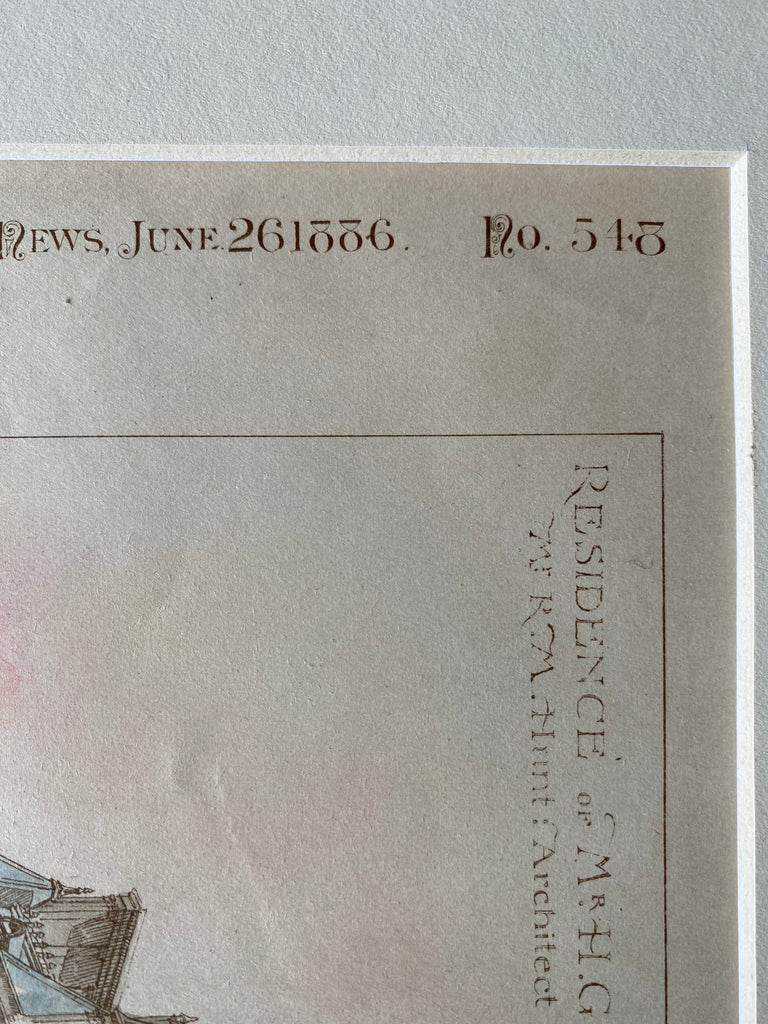 News, June. 26 1886.
No. 548
Residence of Mr. H. G
Mr. R. M. Hunt: Architect